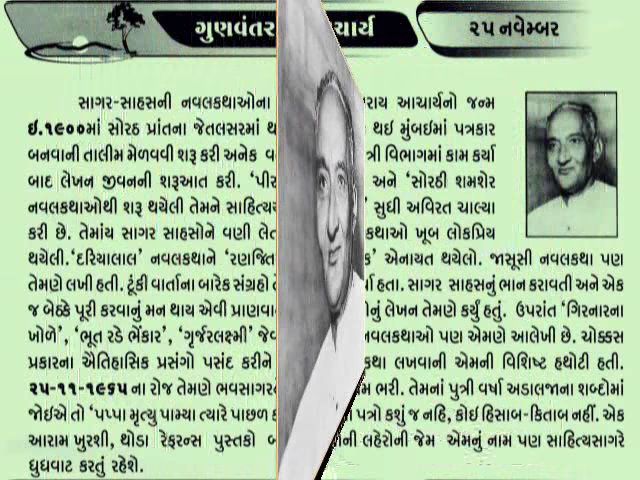 ગુણવંતર ચાર્ય
૨૫ નવેમ્બર
સાગર-સાહસની નવલકથાઓના રાય આચાર્યનો જન્મ
ઇ.૧૯૦૦માં સોરઠ પ્રાંતના જેતલસરમાં થ થઇ મુંબઇમાં પત્રકાર
બનવાની તાલીમ મેળવવી શરૂ કરી અનેક વ ત્રી વિભાગમાં કામ કર્યા
બાદ લેખન જીવનની શરૂઆત કરી. ‘પીર અને ‘સોરઠી શમશેર
નવલકથાઓથી શરૂ થયેલી તેમને સાહિત્યસ ’ સુધી અવિરત ચાલ્યા
કરી છે. તેમાંય સાગર સાહસોને વણી લેત કથાઓ ખૂબ લોકપ્રિય
થયેલી.‘દરિયાલાલ’ નવલકથાને ‘રણજિત ક’ એનાયત થયેલો. જાસૂસી નવલકથા પણ
તેમણે લખી હતી. ટૂંકી વાર્તાના બારેક સંગ્રહો ર્યા હતા. સાગર સાહસનું ભાન કરાવતી અને એક
જ બેઠકે પૂરી કરવાનું મન થાય એવી પ્રાણવાન નું લેખન તેમણે કર્યું હતું. ઉપરાંત ‘ગિરનારના
ખોળે’, ‘ભૂત રડે ભેંકાર’, ‘ગૂર્જરલક્ષ્મી’ જેવ નવલકથાઓ પણ એમણે આલેખી છે. ચોક્કસ
પ્રકારના ઐતિહાસિક પ્રસંગો પસંદ કરીને કથા લખવાની એમની વિશિષ્ટ હથોટી હતી.
૨૫-૧૧-૧૯૬૫ ના રોજ તેમણે ભવસાગર મ ભરી. તેમનાં પુત્રી વર્ષા અડાલજાના શબ્દોમાં
જોઈએ તો ‘પપ્પા મૃત્યુ પામ્યા ત્યારે પાછળ ક પત્રો કશું જ નહિ, કોઇ હિસાબ-કિતાબ નહીં. એક
આરામ ખુરશી, થોડા રેફરન્સ પુસ્તકો બ ની લહેરોની જેમ એમનું નામ પણ સાહિત્યસાગરે
ઘુઘવાટ કરતું રહેશે.